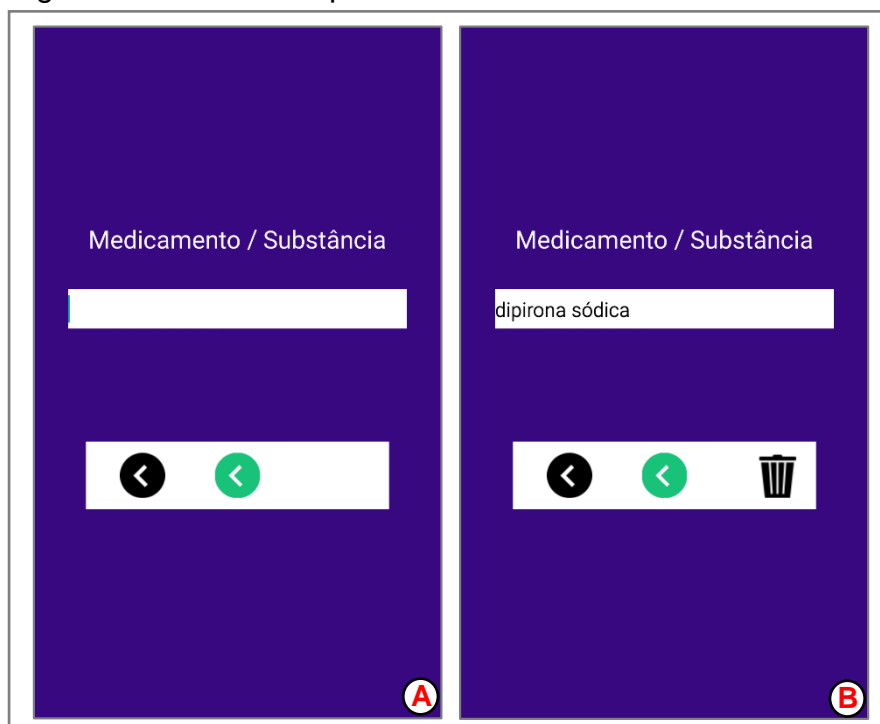 Medicamento / Substância
A
Medicamento / Substância
dipirona sódica
B